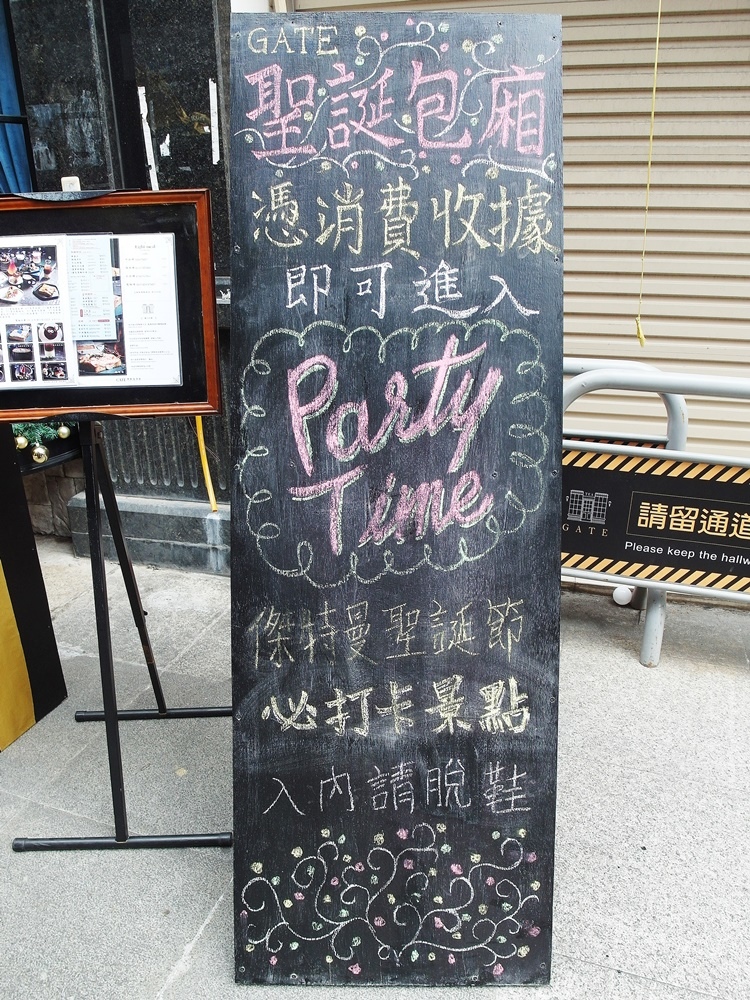 GATE
聖誕包廂
憑消費收據
即可進入
Party
Time
傑特曼聖誕節
必打卡景點
入內請脫鞋
請留通道
GATE
Please keep the hallw